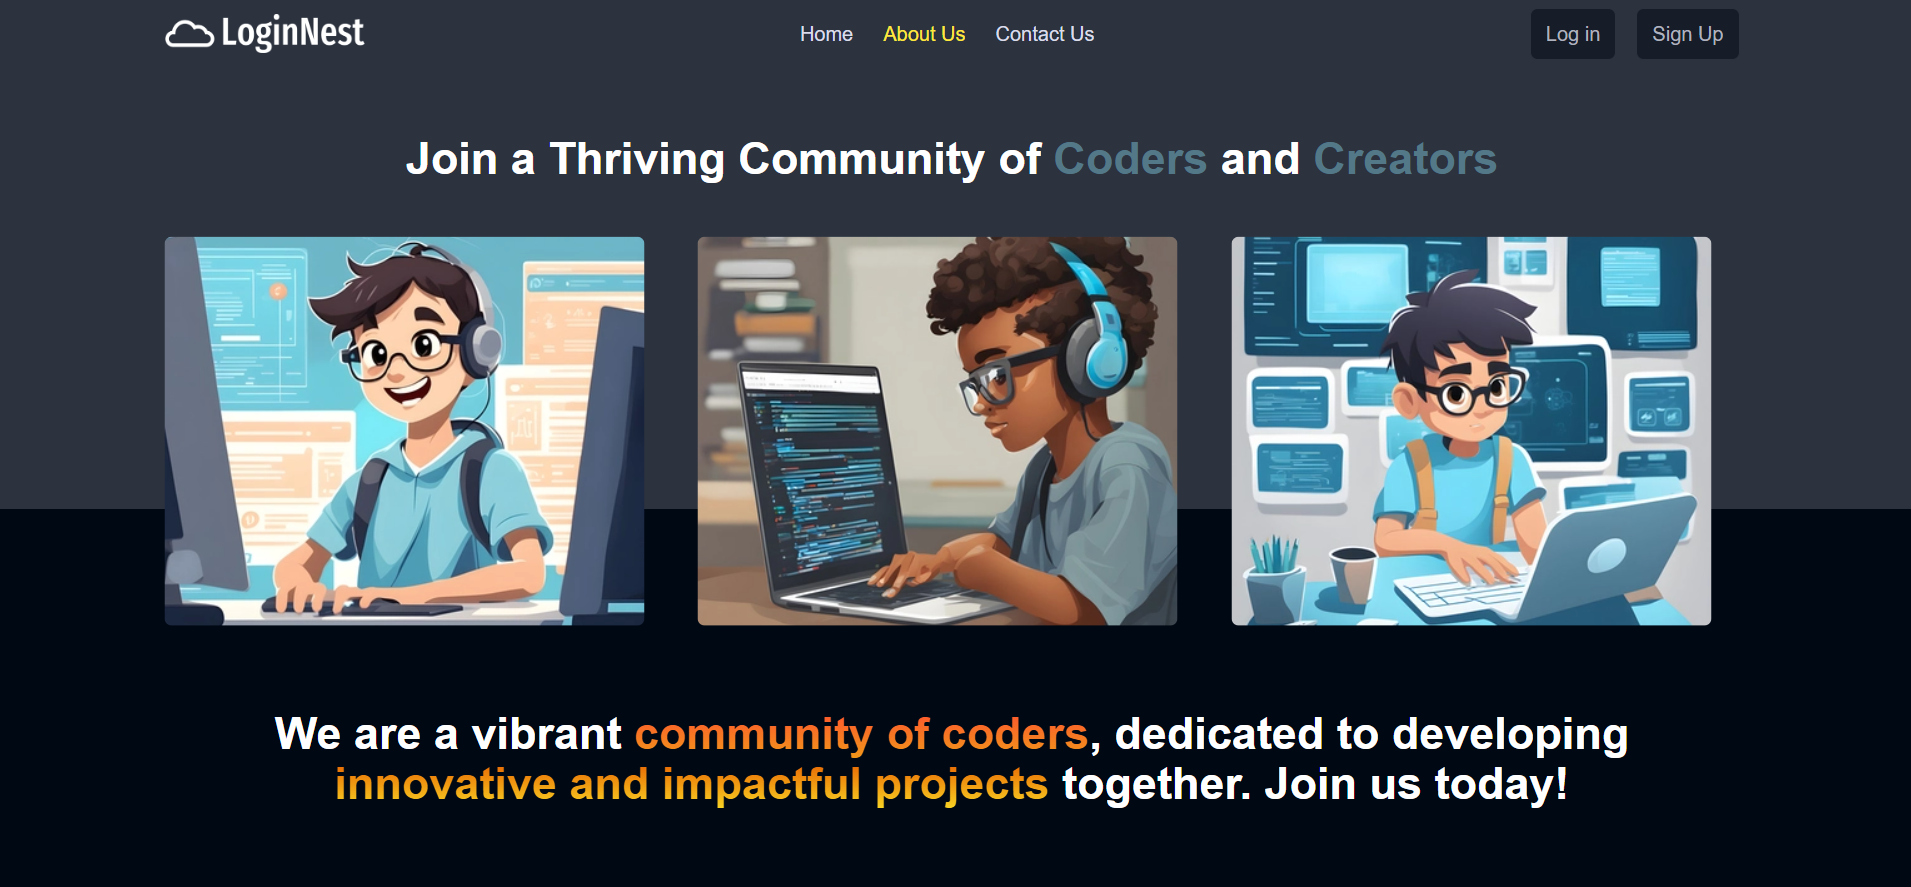 LoginNest
Home About Us Contact Us
Log in Sign Up
Join a Thriving Community of Coders and Creators
We are a vibrant community of coders, dedicated to developing
innovative and impactful projects together. Join us today!